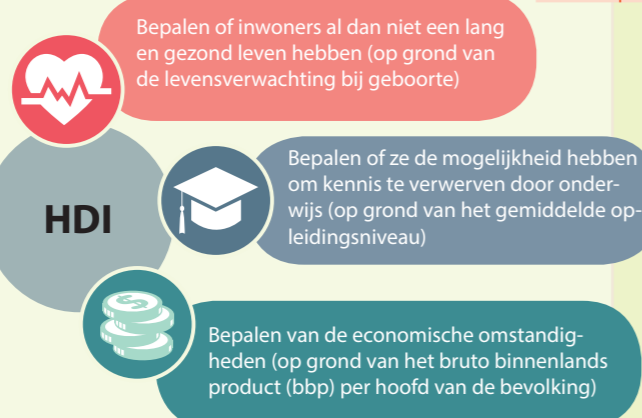 Bepalen of inwoners al dan niet een lang
en gezond leven hebben (op grond van
de levensverwachting bij geboorte)
HDI
Bepalen of ze de mogelijkheid hebben
om kennis te verwerven door onder-
wijs (op grond van het gemiddelde op-
leidingsniveau)
Bepalen van de economische omstandig-
heden (op grond van het bruto binnenlands
product (bbp) per hoofd van de bevolking)